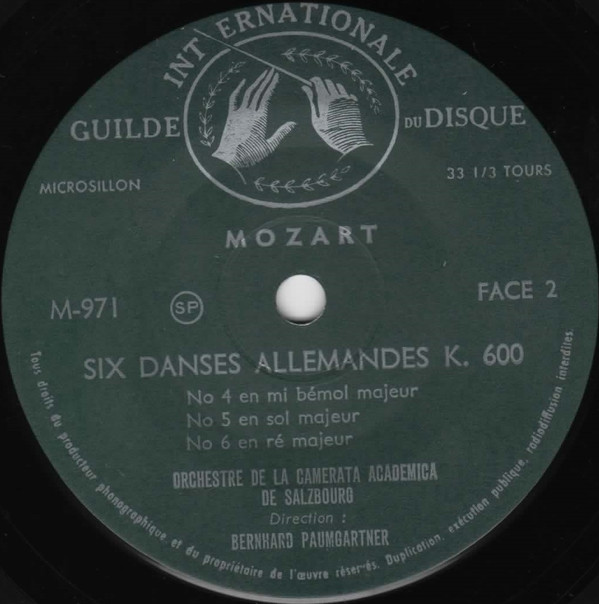 INTERNATIONALE
GUILDE DU DISQUE
MICROSILLON
33 1/3 TOURS
MOZART
M-971
SP
FACE 2
SIX DANSES ALLEMANDES K. 600
No 4 en mi bémol majeur
No 5 en sol majeur
No 6 en ré majeur
ORCHESTRE DE LA CAMERATA ACADEMICA
DE SALZBOURG
Direction :
BERNHARD PAUMGARTNER
Tous droits du producteur phonographique et du propriétaire de l'œuvre réservés. Duplication, exécution publique, radiodiffusion interdites.